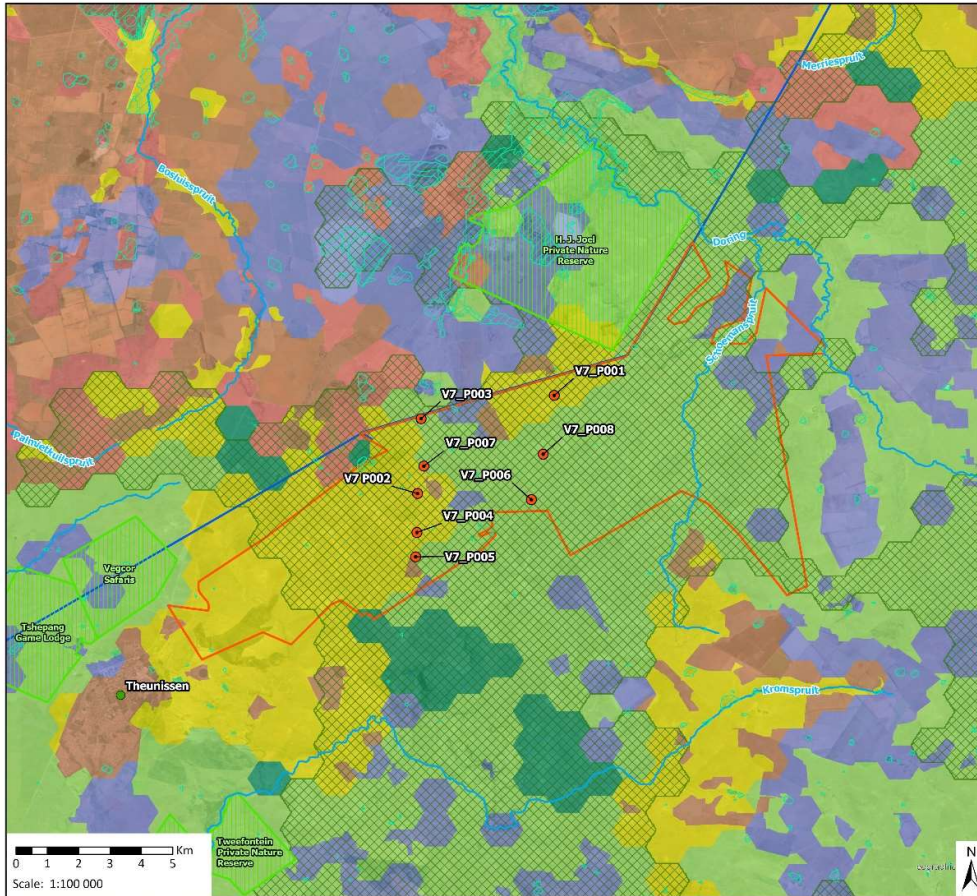 Merriespruit
Bosluisspruit
H. J. Joel
Private Nature
Reserve
Doring
Schoemanspruit
V7_P001
V7_P003
V7_P008
V7_P007
V7_P006
V7 P002
Palmietkuilspruit
V7_P004
V7_P005
Vegcor
Safaris
Tshepang
Game Lodge
Theunissen
Kromspruit
Tweefontein
Private Nature
Reserve
Km
0 1 2 3 4 5
Scale: 1:100 000
N